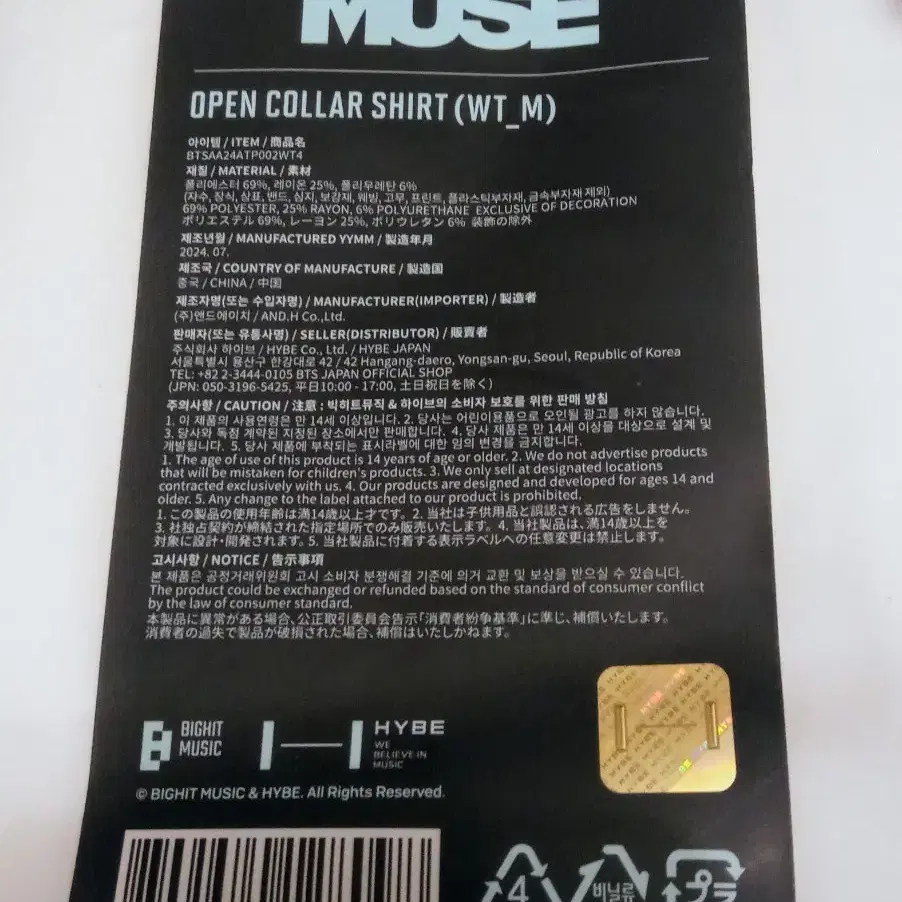 MUSE
OPEN COLLAR SHIRT (WT_M)
아이템 / ITEM / 商品名
BTSAA24ATP002WT4
재질 / MATERIAL / 素材
폴리에스터 69%, 레이온 25%, 폴리우레탄 6%
(자수, 장식, 상표, 밴드, 심지, 보강재, 웨빙, 고무, 프린트, 플라스틱부자재, 금속부자재 제외)
69% POLYESTER, 25% RAYON, 6% POLYURETHANE EXCLUSIVE OF DECORATION
ポリエステル 69%, レーヨン 25%, ポリウレタン 6% 装飾の除外
제조년월 / MANUFACTURED YYMM / 製造年月
2024. 07.
제조국 / COUNTRY OF MANUFACTURE / 製造国
중국 / CHINA / 中国
제조자명(또는 수입자명) / MANUFACTURER(IMPORTER) / 製造者
(주)앤드에이치 / AND.H Co.,Ltd.
판매자(또는 유통사명) / SELLER(DISTRIBUTOR) / 販賣者
주식회사 하이브 / HYBE Co., Ltd. / HYBE JAPAN
서울특별시 용산구 한강대로 42 / 42 Hangang-daero, Yongsan-gu, Seoul, Republic of Korea
TEL: +82 2-3444-0105 BTS JAPAN OFFICIAL SHOP
(JPN: 050-3196-5425, 平日10:00 - 17:00, 土日祝日を除く)
주의사항 / CAUTION / 注意 : 빅히트뮤직 & 하이브의 소비자 보호를 위한 판매 방침
1. 이 제품의 사용연령은 만 14세 이상입니다. 2. 당사는 어린이용품으로 오인될 광고를 하지 않습니다.
3. 당사와 독점 계약된 지정된 장소에서만 판매합니다. 4. 당사 제품은 만 14세 이상을 대상으로 설계 및
개발됩니다. 5. 당사 제품에 부착되는 표시라벨에 대한 임의 변경을 금지합니다.
1. The age of use of this product is 14 years of age or older. 2. We do not advertise products
that will be mistaken for children's products. 3. We only sell at designated locations
contracted exclusively with us. 4. Our products are designed and developed for ages 14 and
older. 5. Any change to the label attached to our product is prohibited.
1. この製品の使用年齢は満14歳以上才です。2. 当社は子供用品と誤認される広告をしません。
3. 社独占契約が締結された指定場所でのみ販売いたします。4. 当社製品は、満14歳以上を
対象に設計・開発されます。5. 当社製品に付着する表示ラベルへの任意変更は禁止します。
고시사항 / NOTICE / 告示事項
본 제품은 공정거래위원회 고시 소비자 분쟁해결 기준에 의거 교환 및 보상을 받으실 수 있습니다.
The product could be exchanged or refunded based on the standard of consumer conflict
by the law of consumer standard.
本製品に異常がある場合、公正取引委員会告示「消費者紛争基準」に準じ、補償いたします。
消費者の過失で製品が破損された場合、補償はいたしかねます。
BIGHIT
MUSIC
HYBE
WE
BELIEVE IN
MUSIC
HYBE
© BIGHIT MUSIC & HYBE. All Rights Reserved.
4
비닐류
プラ